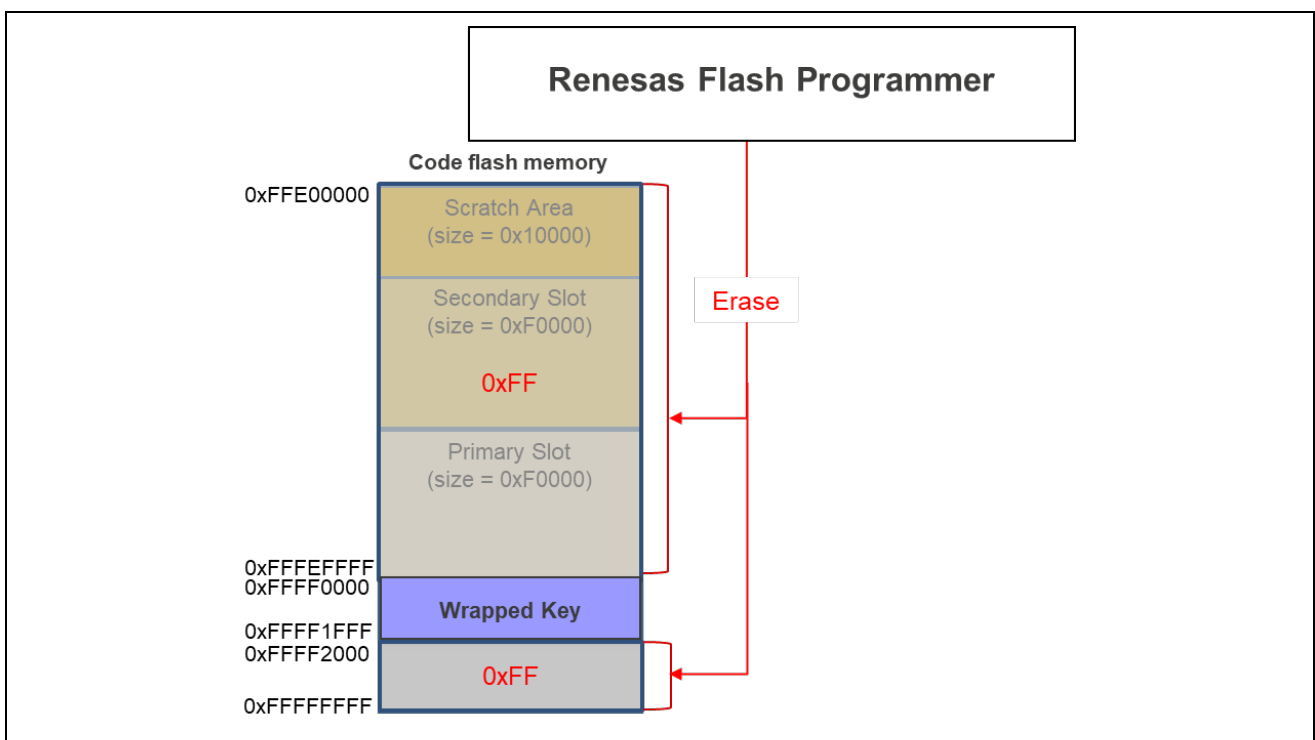 Renesas Flash Programmer
Code flash memory
0xFFE00000
Scratch Area
(size = 0x10000)
Secondary Slot
(size = 0xF0000)
Erase
0xFF
Primary Slot
(size = 0xF0000)
0xFFFEFFFF
0xFFFF0000
Wrapped Key
0xFFFF1FFF
0xFFFF2000
0xFF
0xFFFFFFFF